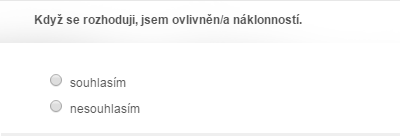 Když se rozhoduji, jsem ovlivněn/a náklonností.
souhlasím
nesouhlasím